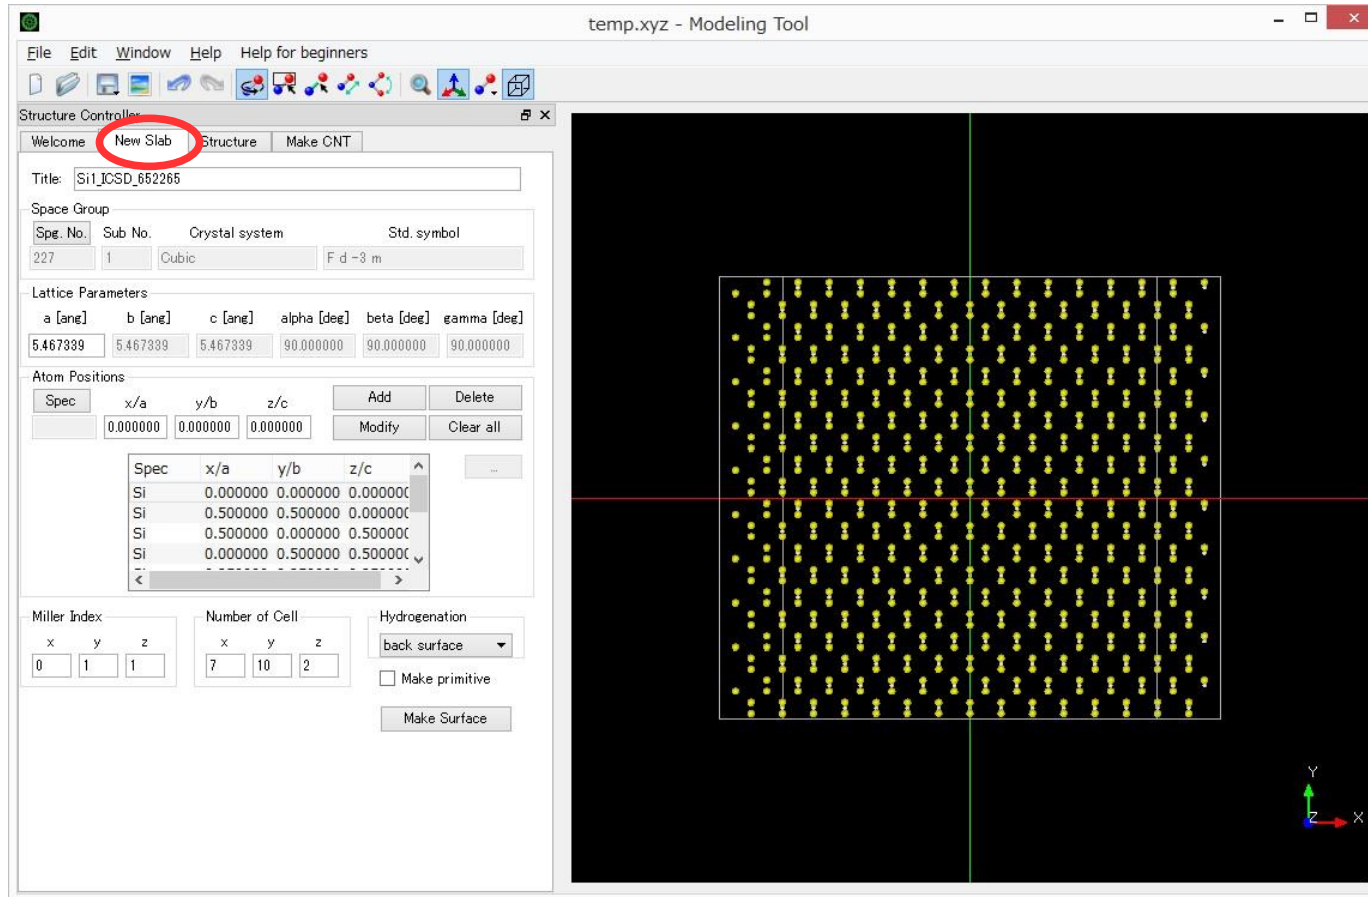 temp.xyz - Modeling Tool
File Edit Window Help Help for beginners
Structure Controller
Welcome New Slab Structure Make CNT
Title: Si1_ICSD_652265
Space Group
Spg. No. Sub No. Crystal system Std. symbol
227 1 Cubic F d -3 m
Lattice Parameters
a [ang] b [ang] c [ang] alpha [deg] beta [deg] gamma [deg]
5.467339 5.467339 5.467339 90.000000 90.000000 90.000000
Atom Positions
Spec x/a y/b z/c Add Delete
0.000000 0.000000 0.000000 Modify Clear all
...
Spec x/a y/b z/c
Si 0.000000 0.000000 0.000000
Si 0.500000 0.500000 0.000000
Si 0.500000 0.000000 0.500000
Si 0.000000 0.500000 0.500000
Miller Index Number of Cell Hydrogenation
x y z x y z back surface
0 1 1 7 10 2
Make primitive
Make Surface
Y
Z X